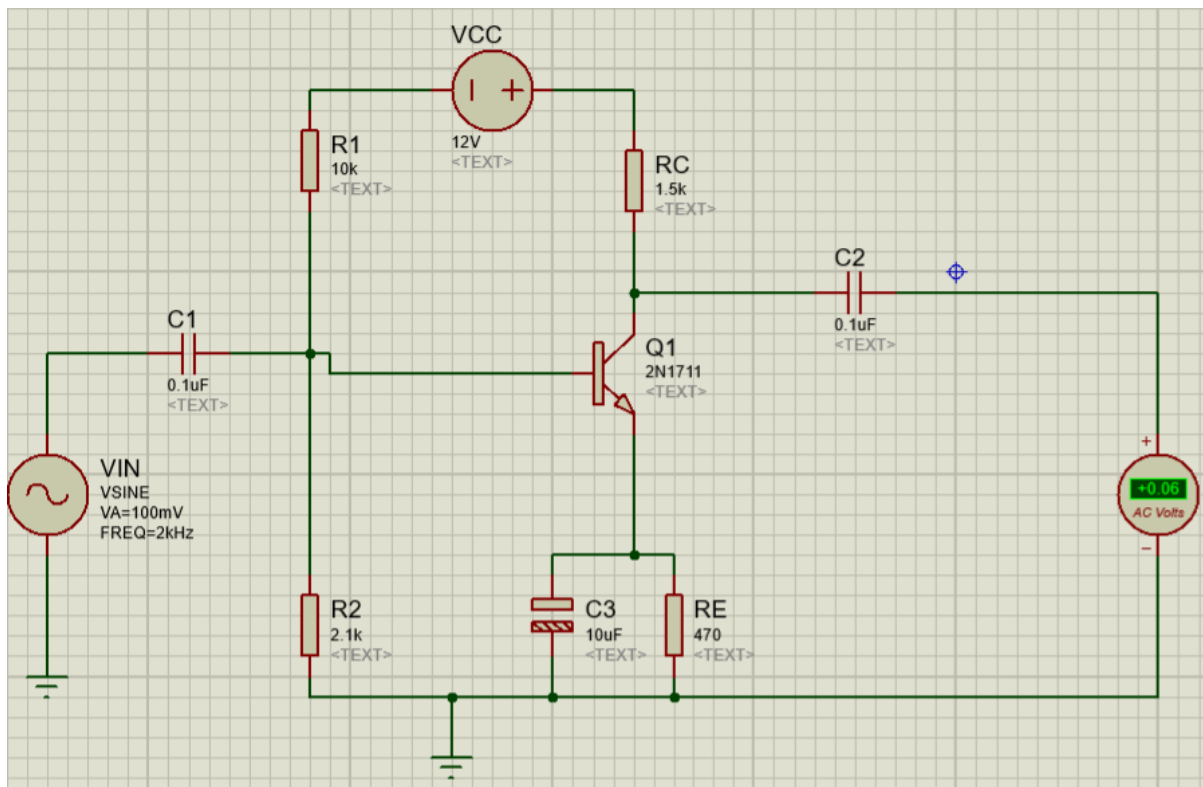 VCC
12V
<TEXT>
R1
10k
<TEXT>
RC
1.5k
<TEXT>
C2
0.1uF
<TEXT>
C1
0.1uF
<TEXT>
Q1
2N1711
<TEXT>
VIN
VSINE
VA=100mV
FREQ=2kHz
+
+0.06
AC Volts
−
R2
2.1k
<TEXT>
C3
10uF
<TEXT>
RE
470
<TEXT>